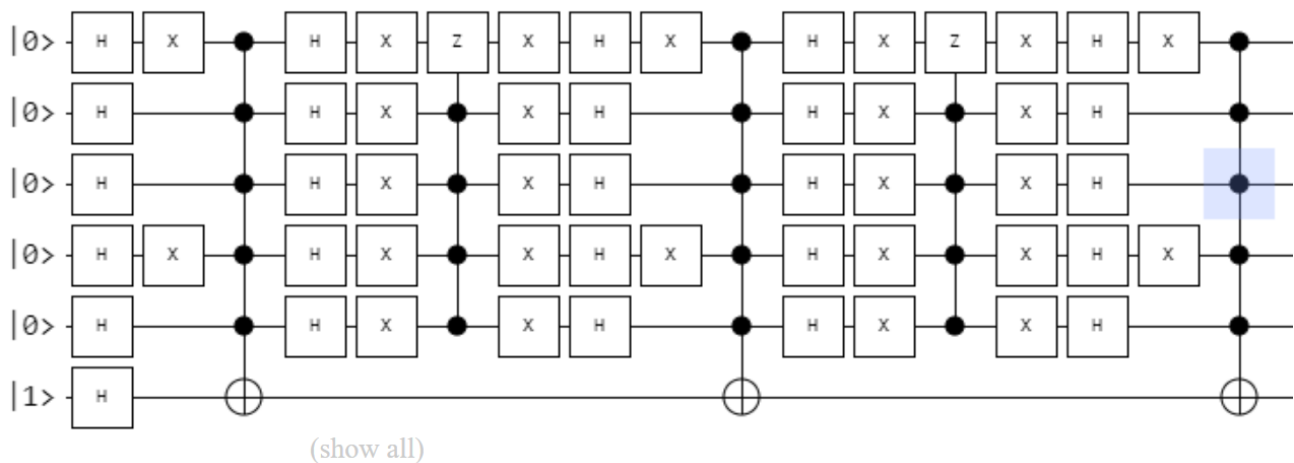 |0> H X H X Z X H X H X Z X H X
|0> H H X X H H X X H
|0> H H X X H H X X H
|0> H X H X X H X H X X H X
|0> H H X X H H X X H
|1> H
(show all)